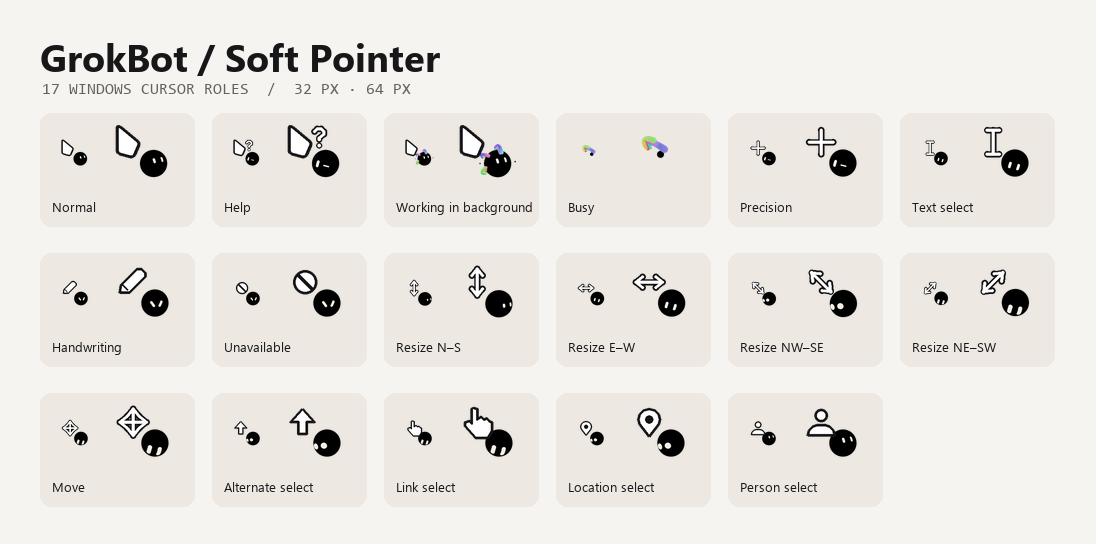 GrokBot / Soft Pointer
17 WINDOWS CURSOR ROLES / 32 PX · 64 PX
Normal
Help
Working in background
Busy
Precision
Text select
Handwriting
Unavailable
Resize N–S
Resize E–W
Resize NW–SE
Resize NE–SW
Move
Alternate select
Link select
Location select
Person select